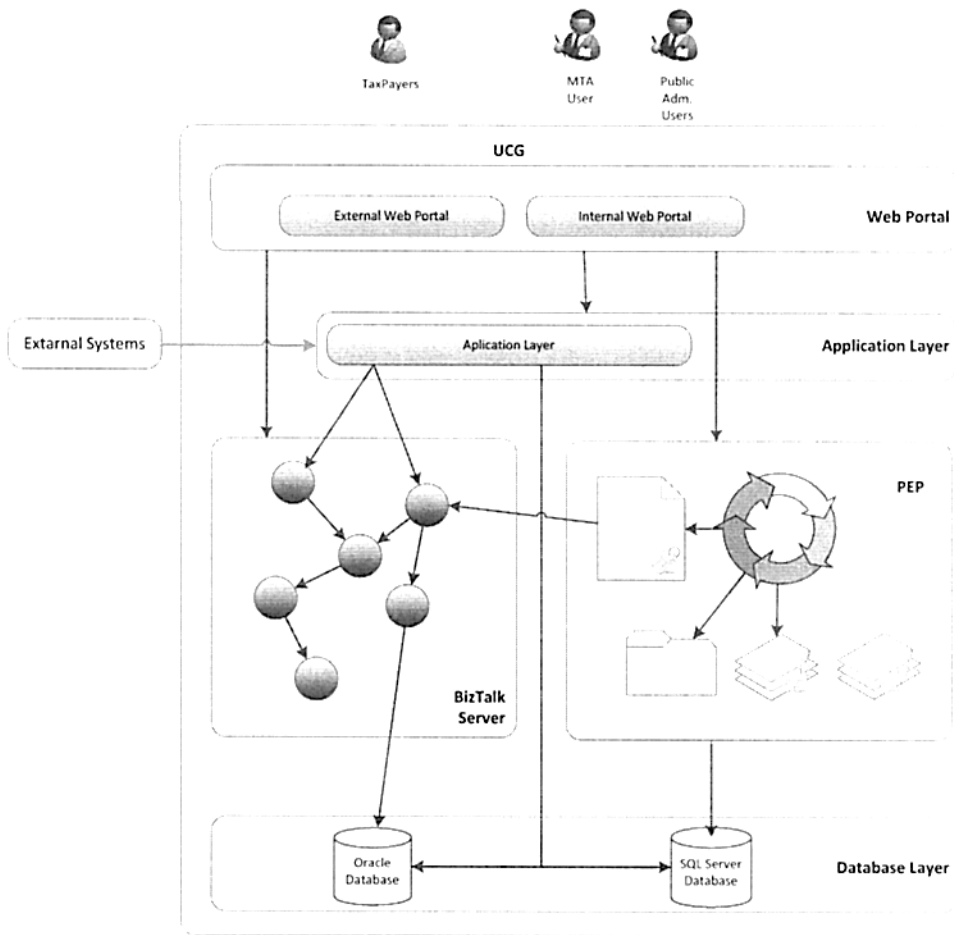 TaxPayers
MTA
User
Public
Adm.
Users
UCG
External Web Portal
Internal Web Portal
Web Portal
Extarnal Systems
Aplication Layer
Application Layer
PEP
BizTalk
Server
Oracle
Database
SQL Server
Database
Database Layer